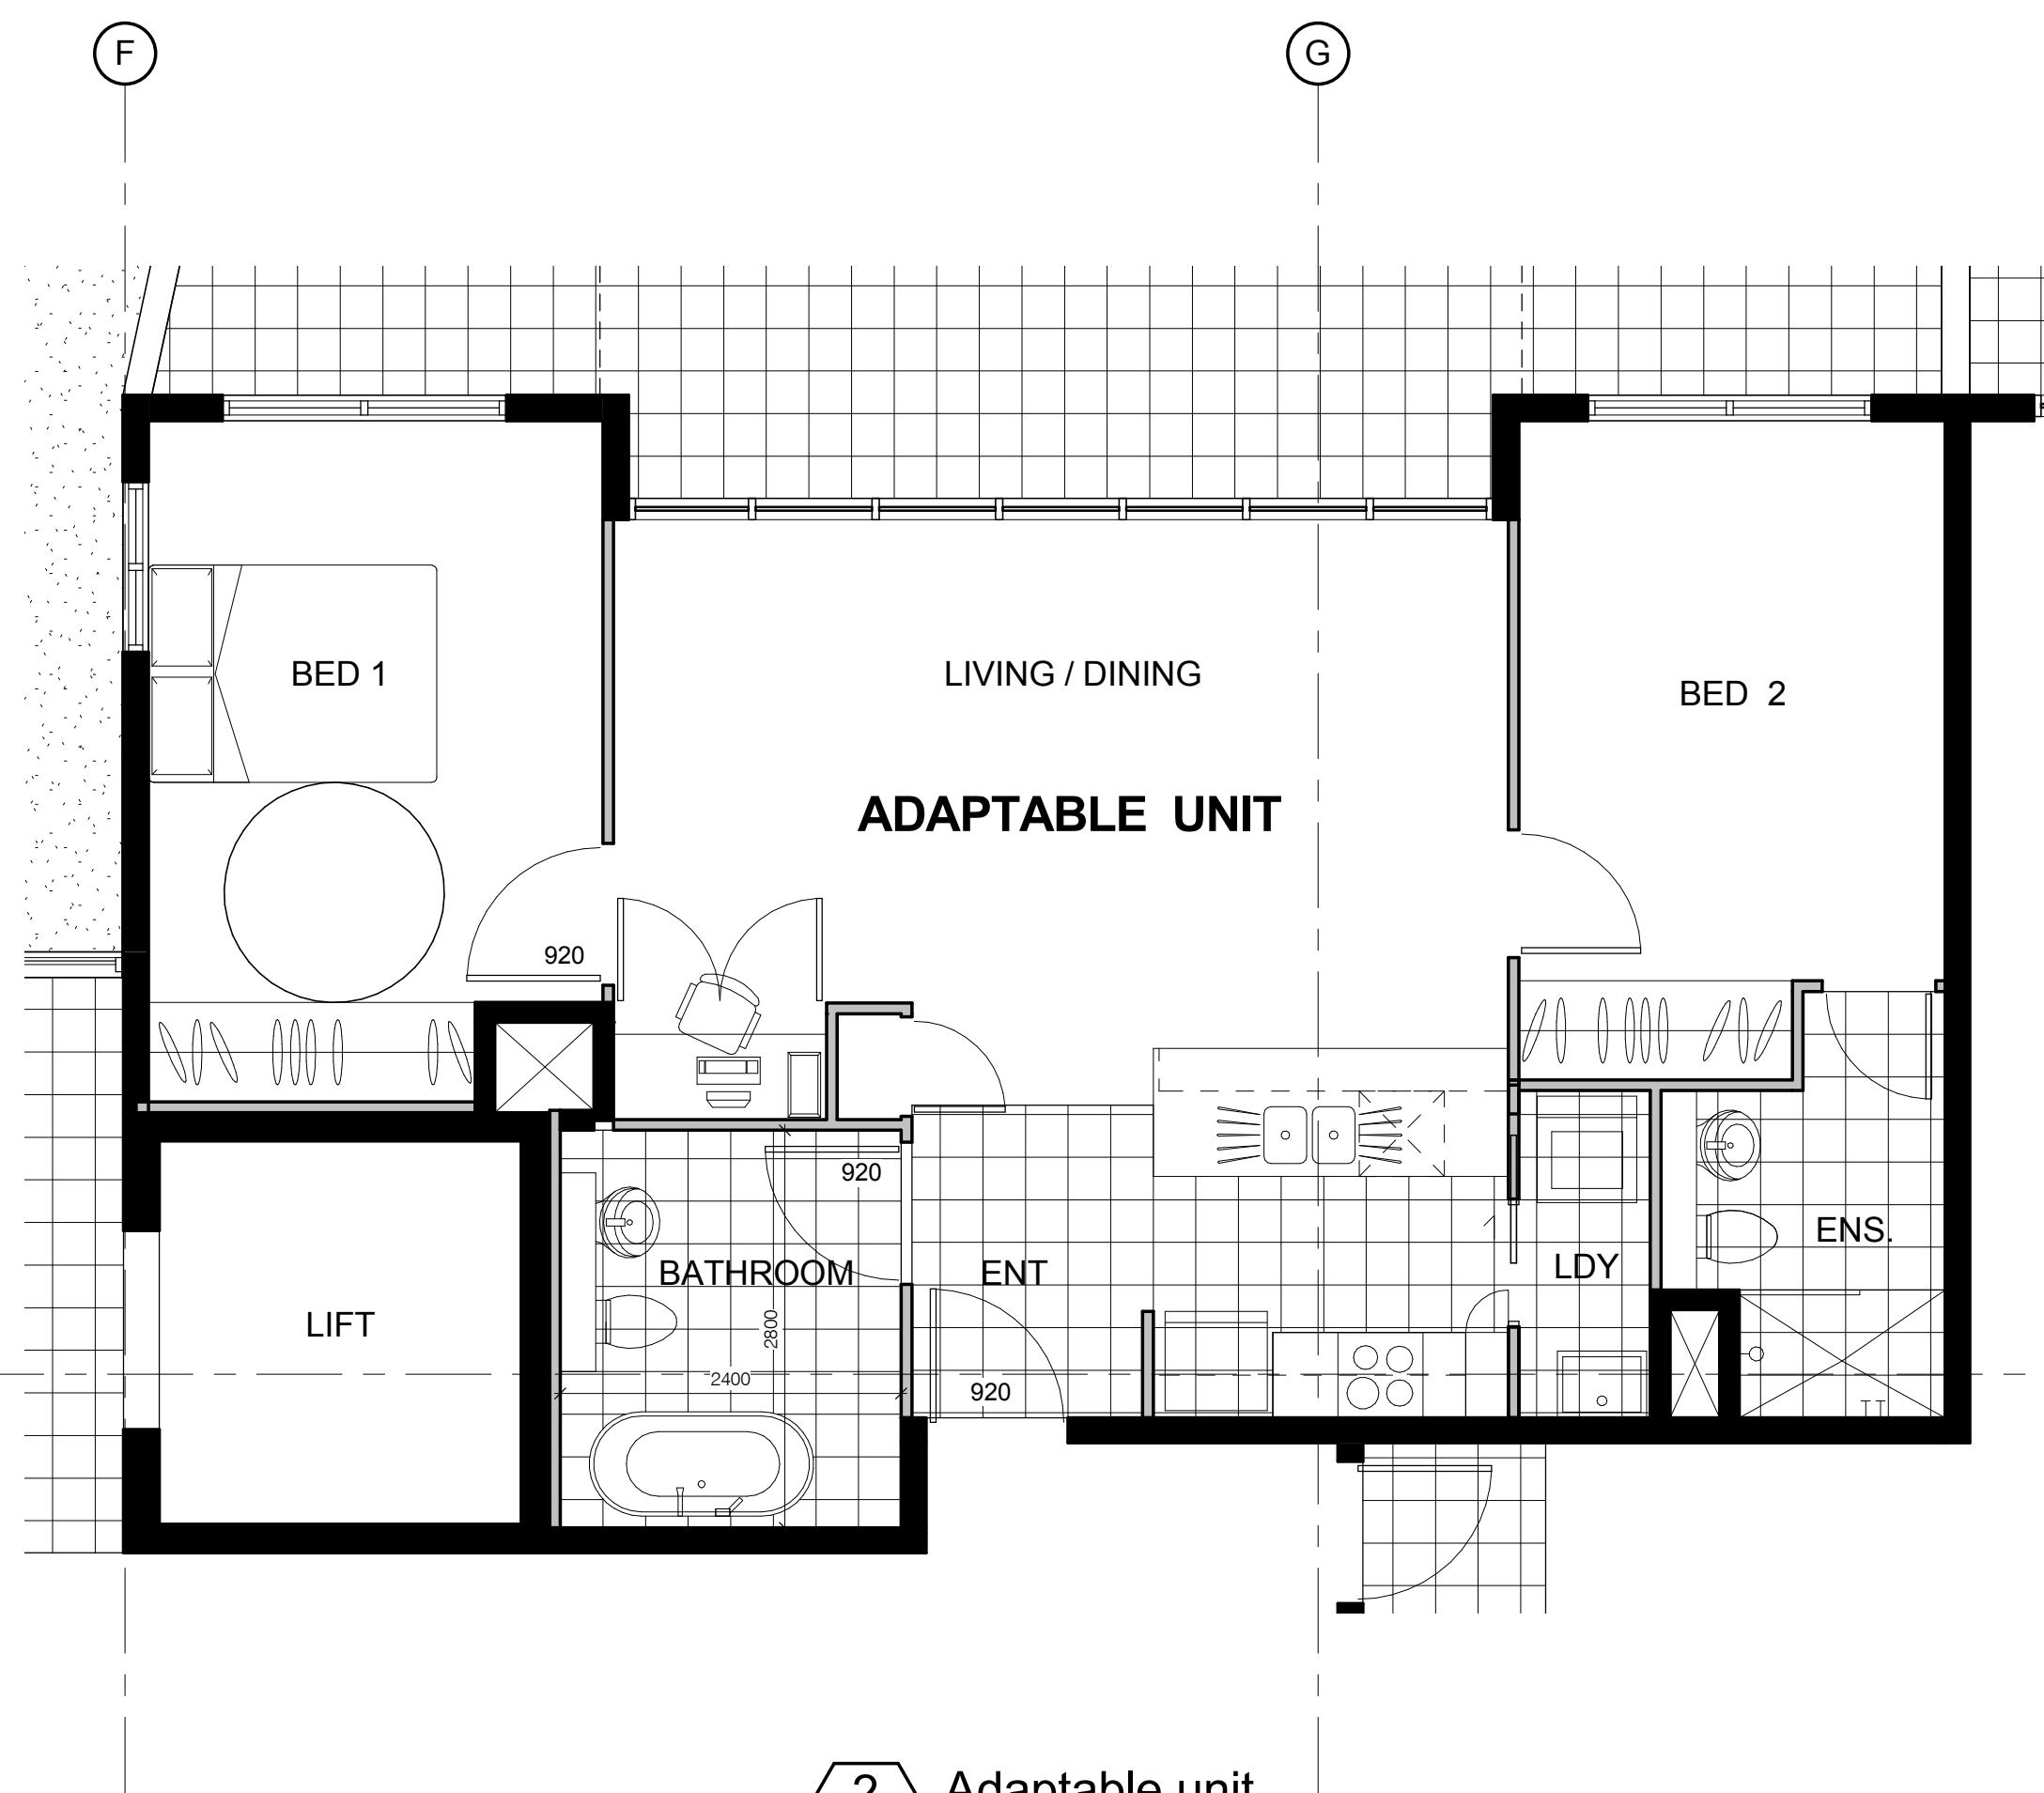 F
G
BED 1
LIVING / DINING
BED 2
ADAPTABLE UNIT
920
920
BATHROOM
ENT
ENS.
LDY
LIFT
2800
2400
920
2 Adaptable unit